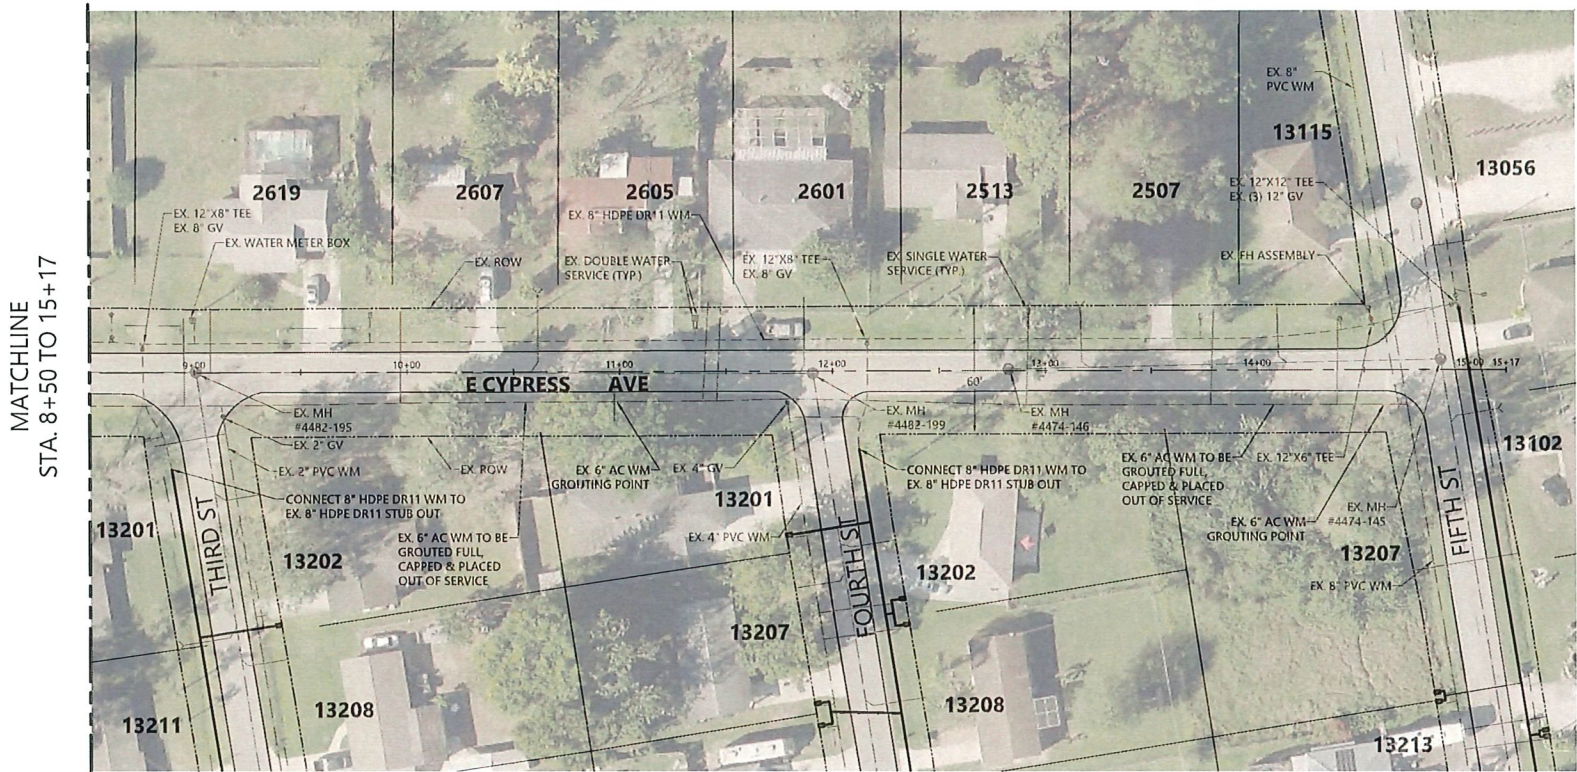 MATCHLINE
STA. 8+50 TO 15+17
EX. 8"
PVC WM
13115
13056
2619
2607
2605
2601
2513
2507
EX. 12"X12" TEE
EX. (3) 12" GV
EX. 12"X8" TEE
EX. 8" GV
EX. 8" HDPE DR11 WM
EX. WATER METER BOX
EX. ROW
EX. DOUBLE WATER
SERVICE (TYP.)
EX. 12"X8" TEE
EX. 8" GV
EX. SINGLE WATER
SERVICE (TYP.)
EX. FH ASSEMBLY
9+00
10+00
11+00
12+00
13+00
14+00
15+00
15+17
E CYPRESS AVE
60'
EX. MH
#4482-195
EX. 2" GV
EX. 2" PVC WM
EX. ROW
EX. 6" AC WM
GROUTING POINT
EX. 4" GV
EX. MH
#4482-199
EX. MH
#4474-146
CONNECT 8" HDPE DR11 WM TO
EX. 8" HDPE DR11 STUB OUT
EX. 6" AC WM TO BE
GROUTED FULL,
CAPPED & PLACED
OUT OF SERVICE
EX. 12"X6" TEE
13102
CONNECT 8" HDPE DR11 WM TO
EX. 8" HDPE DR11 STUB OUT
13201
THIRD ST
13202
EX. 6" AC WM TO BE
GROUTED FULL,
CAPPED & PLACED
OUT OF SERVICE
13201
EX. 4" PVC WM
FOURTH ST
13202
EX. 6" AC WM
GROUTING POINT
EX. MH
#4474-145
13207
FIFTH ST
EX. 8" PVC WM
13207
13211
13208
13208
13213